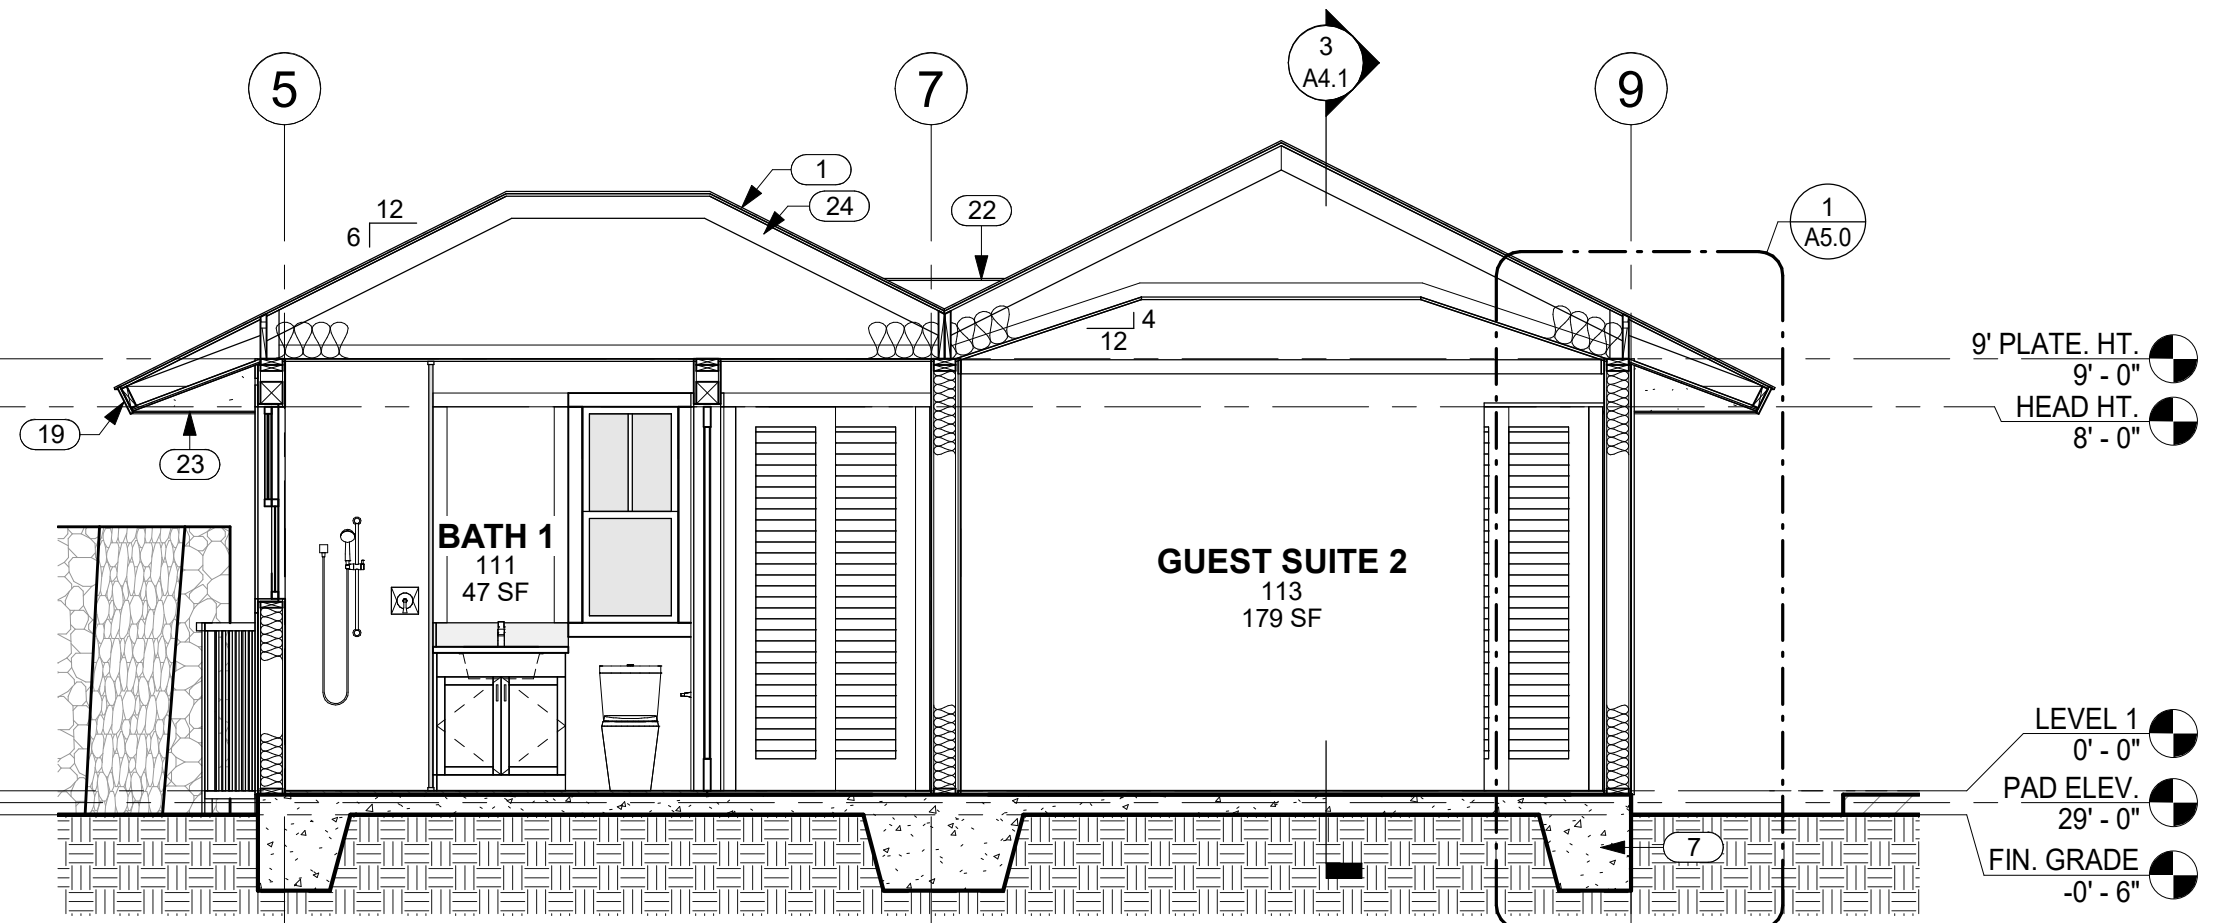 5
7
3
A4.1
9
1
24
22
12
6
1
A5.0
4
12
9' PLATE. HT.
9' - 0"
HEAD HT.
8' - 0"
19
23
BATH 1
111
47 SF
GUEST SUITE 2
113
179 SF
LEVEL 1
0' - 0"
PAD ELEV.
29' - 0"
7
FIN. GRADE
-0' - 6"